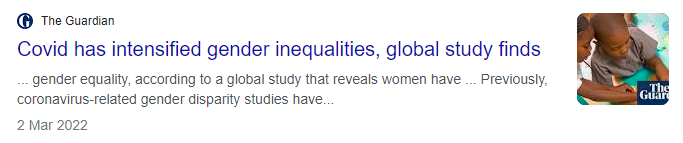 The Guardian
Covid has intensified gender inequalities, global study finds
... gender equality, according to a global study that reveals women have ... Previously,
coronavirus-related gender disparity studies have...
2 Mar 2022
The
Guard